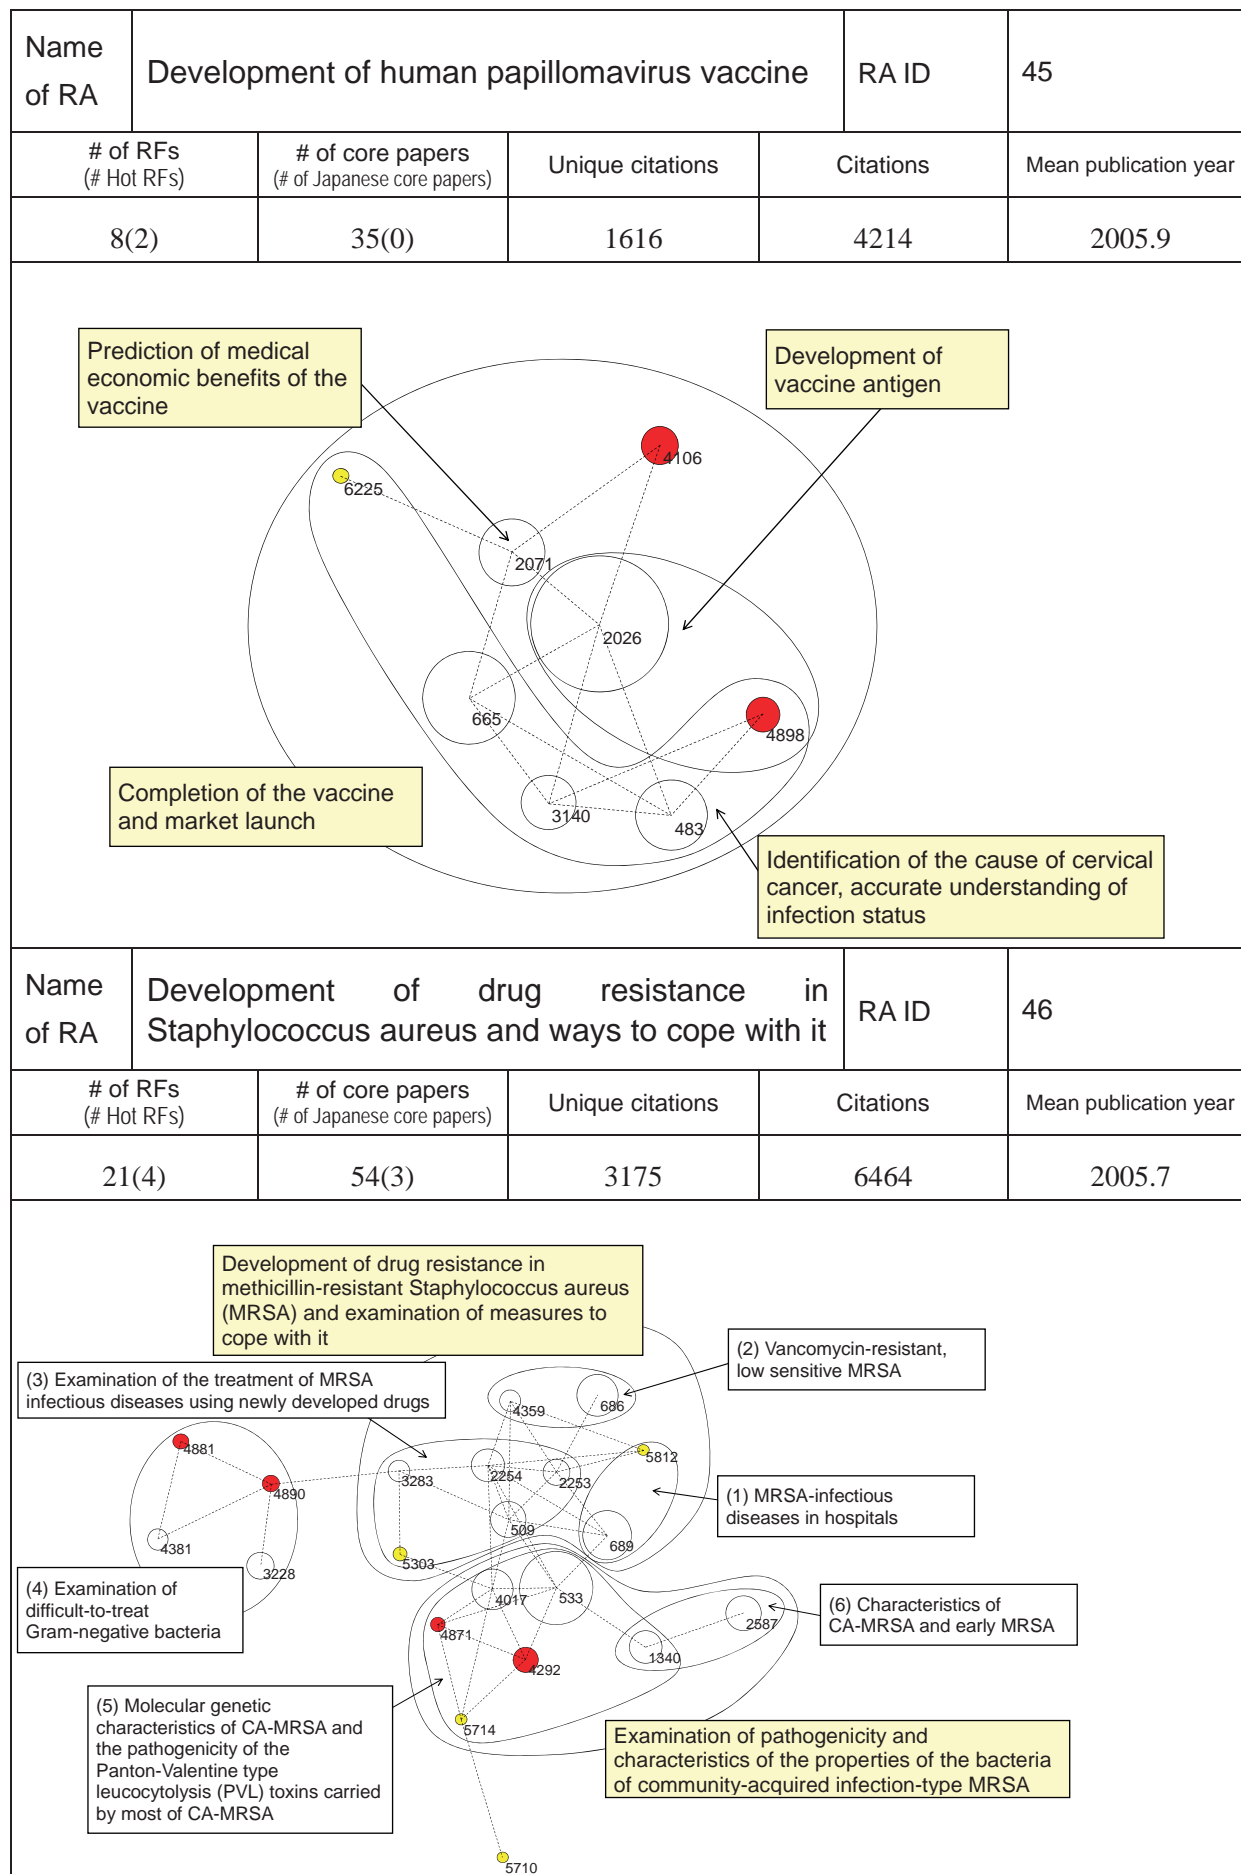 Name
of RA
Development of human papillomavirus vaccine
RA ID
45
# of RFs
(# Hot RFs)
# of core papers
(# of Japanese core papers)
Unique citations
Citations
Mean publication year
8(2)
35(0)
1616
4214
2005.9
Prediction of medical
economic benefits of the
vaccine
Development of
vaccine antigen
4106
6225
2071
2026
665
4898
3140
483
Completion of the vaccine
and market launch
Identification of the cause of cervical
cancer, accurate understanding of
infection status
Name
of RA
Development of drug resistance in
Staphylococcus aureus and ways to cope with it
RA ID
46
# of RFs
(# Hot RFs)
# of core papers
(# of Japanese core papers)
Unique citations
Citations
Mean publication year
21(4)
54(3)
3175
6464
2005.7
Development of drug resistance in
methicillin-resistant Staphylococcus aureus
(MRSA) and examination of measures to
cope with it
(2) Vancomycin-resistant,
low sensitive MRSA
(3) Examination of the treatment of MRSA
infectious diseases using newly developed drugs
4359
686
4881
5812
3283
2254
2253
4890
(1) MRSA-infectious
diseases in hospitals
509
689
4381
5303
3228
(4) Examination of
difficult-to-treat
Gram-negative bacteria
4017
533
2587
(6) Characteristics of
CA-MRSA and early MRSA
4871
1340
4292
(5) Molecular genetic
characteristics of CA-MRSA and
the pathogenicity of the
Panton-Valentine type
leucocytolysis (PVL) toxins carried
by most of CA-MRSA
5714
Examination of pathogenicity and
characteristics of the properties of the bacteria
of community-acquired infection-type MRSA
5710